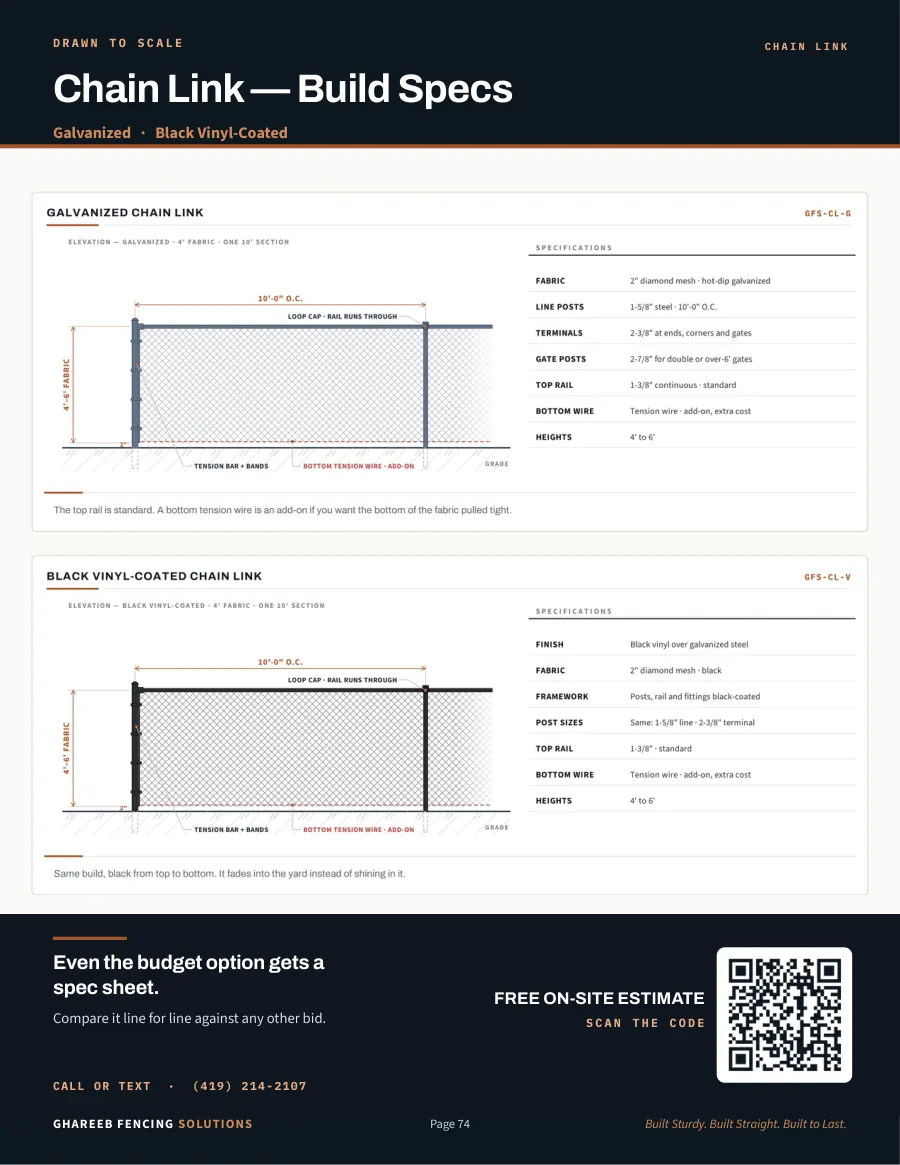 DRAWN TO SCALE
CHAIN LINK
Chain Link — Build Specs
Galvanized · Black Vinyl-Coated
GALVANIZED CHAIN LINK
GFS-CL-G
ELEVATION — GALVANIZED · 4' FABRIC · ONE 10' SECTION
10'-0" O.C.
LOOP CAP · RAIL RUNS THROUGH
4'–6' FABRIC
2"
TENSION BAR + BANDS
BOTTOM TENSION WIRE · ADD-ON
GRADE
SPECIFICATIONS
FABRIC 2" diamond mesh · hot-dip galvanized
LINE POSTS 1-5/8" steel · 10'-0" O.C.
TERMINALS 2-3/8" at ends, corners and gates
GATE POSTS 2-7/8" for double or over-6' gates
TOP RAIL 1-3/8" continuous · standard
BOTTOM WIRE Tension wire · add-on, extra cost
HEIGHTS 4' to 6'
The top rail is standard. A bottom tension wire is an add-on if you want the bottom of the fabric pulled tight.
BLACK VINYL-COATED CHAIN LINK
GFS-CL-V
ELEVATION — BLACK VINYL-COATED · 4' FABRIC · ONE 10' SECTION
10'-0" O.C.
LOOP CAP · RAIL RUNS THROUGH
4'–6' FABRIC
2"
TENSION BAR + BANDS
BOTTOM TENSION WIRE · ADD-ON
GRADE
SPECIFICATIONS
FINISH Black vinyl over galvanized steel
FABRIC 2" diamond mesh · black
FRAMEWORK Posts, rail and fittings black-coated
POST SIZES Same: 1-5/8" line · 2-3/8" terminal
TOP RAIL 1-3/8" · standard
BOTTOM WIRE Tension wire · add-on, extra cost
HEIGHTS 4' to 6'
Same build, black from top to bottom. It fades into the yard instead of shining in it.
Even the budget option gets a
spec sheet.
Compare it line for line against any other bid.
FREE ON-SITE ESTIMATE
SCAN THE CODE
CALL OR TEXT · (419) 214-2107
GHAREEB FENCING SOLUTIONS
Page 74
Built Sturdy. Built Straight. Built to Last.